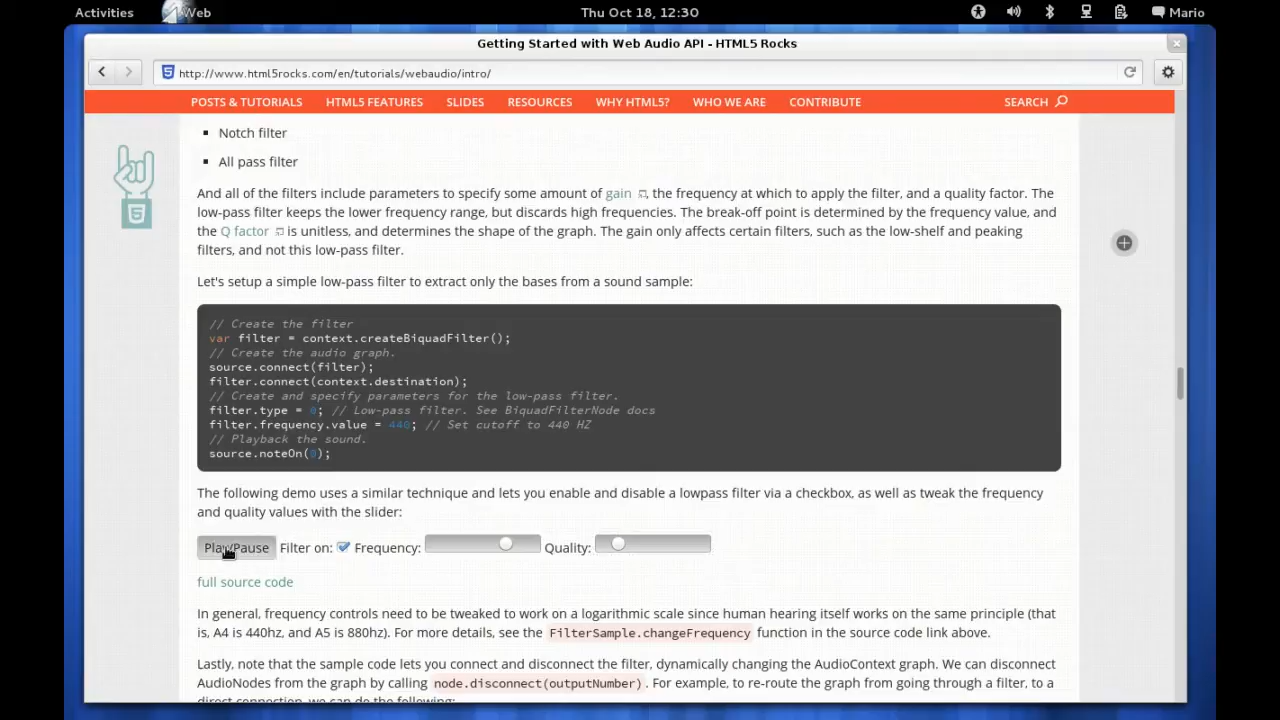 Activities Web Thu Oct 18, 12:30 Mario
Getting Started with Web Audio API - HTML5 Rocks
http://www.html5rocks.com/en/tutorials/webaudio/intro/
POSTS & TUTORIALS HTML5 FEATURES SLIDES RESOURCES WHY HTML5? WHO WE ARE CONTRIBUTE SEARCH
Notch filter
All pass filter
And all of the filters include parameters to specify some amount of gain , the frequency at which to apply the filter, and a quality factor. The
low-pass filter keeps the lower frequency range, but discards high frequencies. The break-off point is determined by the frequency value, and
the Q factor is unitless, and determines the shape of the graph. The gain only affects certain filters, such as the low-shelf and peaking
filters, and not this low-pass filter.
Let's setup a simple low-pass filter to extract only the bases from a sound sample:
// Create the filter
var filter = context.createBiquadFilter();
// Create the audio graph.
source.connect(filter);
filter.connect(context.destination);
// Create and specify parameters for the low-pass filter.
filter.type = 0; // Low-pass filter. See BiquadFilterNode docs
filter.frequency.value = 440; // Set cutoff to 440 HZ
// Playback the sound.
source.noteOn(0);
The following demo uses a similar technique and lets you enable and disable a lowpass filter via a checkbox, as well as tweak the frequency
and quality values with the slider:
Play/Pause Filter on: Frequency: Quality:
full source code
In general, frequency controls need to be tweaked to work on a logarithmic scale since human hearing itself works on the same principle (that
is, A4 is 440hz, and A5 is 880hz). For more details, see the FilterSample.changeFrequency function in the source code link above.
Lastly, note that the sample code lets you connect and disconnect the filter, dynamically changing the AudioContext graph. We can disconnect
AudioNodes from the graph by calling node.disconnect(outputNumber). For example, to re-route the graph from going through a filter, to a
direct connection, we can do the following: